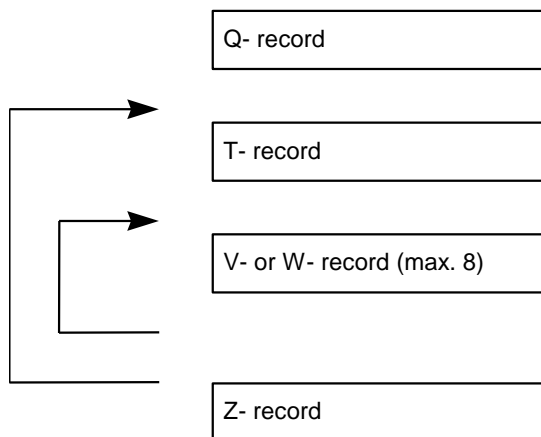 Q- record
T- record
V- or W- record (max. 8)
Z- record